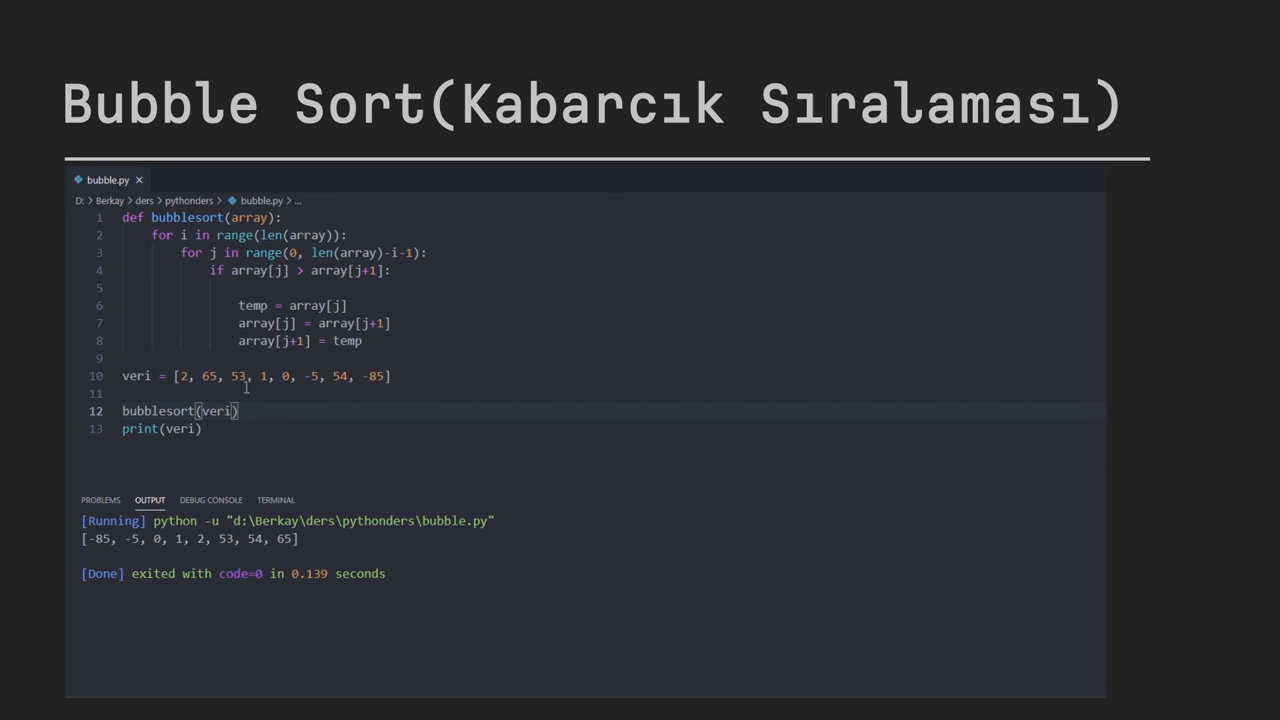 Bubble Sort(Kabarcık Sıralaması)
bubble.py ×
D: > Berkay > ders > pythonders > bubble.py > ...
1 def bubblesort(array):
2 for i in range(len(array)):
3 for j in range(0, len(array)-i-1):
4 if array[j] > array[j+1]:
5
6 temp = array[j]
7 array[j] = array[j+1]
8 array[j+1] = temp
9
10 veri = [2, 65, 53, 1, 0, -5, 54, -85]
11
12 bubblesort(veri)
13 print(veri)
PROBLEMS OUTPUT DEBUG CONSOLE TERMINAL
[Running] python -u "d:\Berkay\ders\pythonders\bubble.py"
[-85, -5, 0, 1, 2, 53, 54, 65]
[Done] exited with code=0 in 0.139 seconds